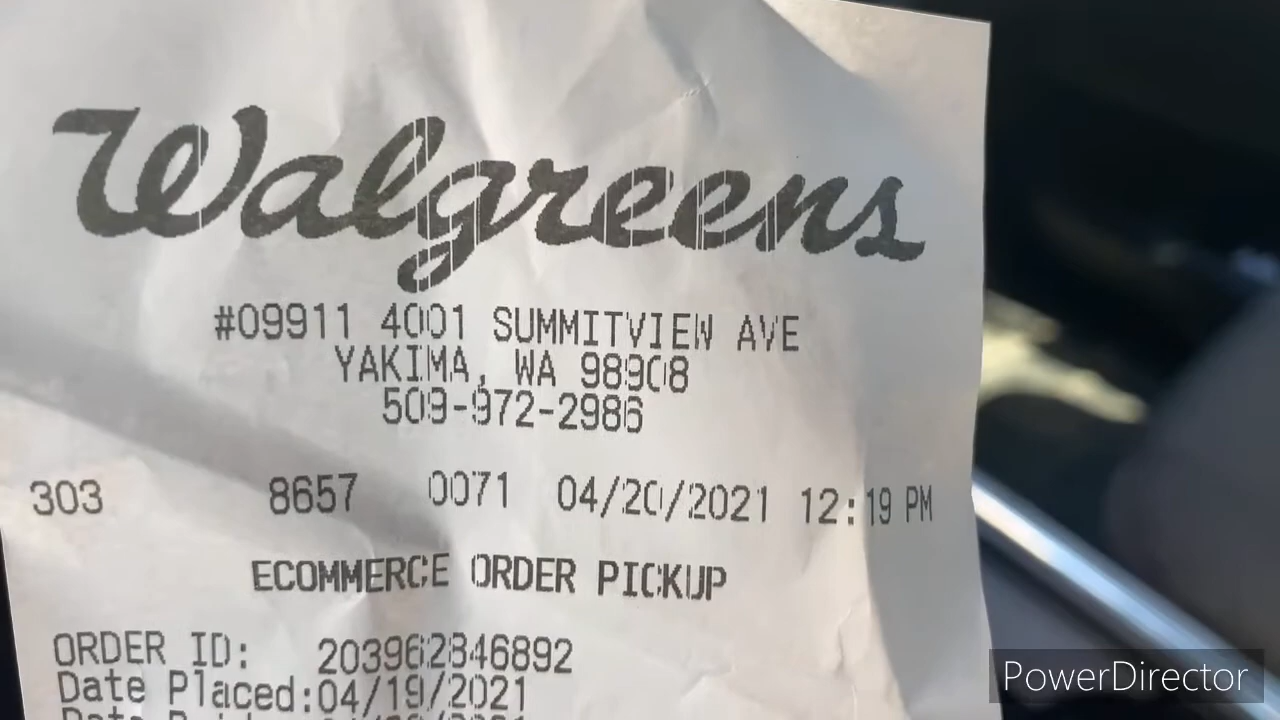 Walgreens
#09911 4001 SUMMITVIEW AVE
YAKIMA, WA 98908
509-972-2986
303 8657 0071 04/20/2021 12:19 PM
ECOMMERCE ORDER PICKUP
ORDER ID: 203962846892
Date Placed:04/19/2021
PowerDirector